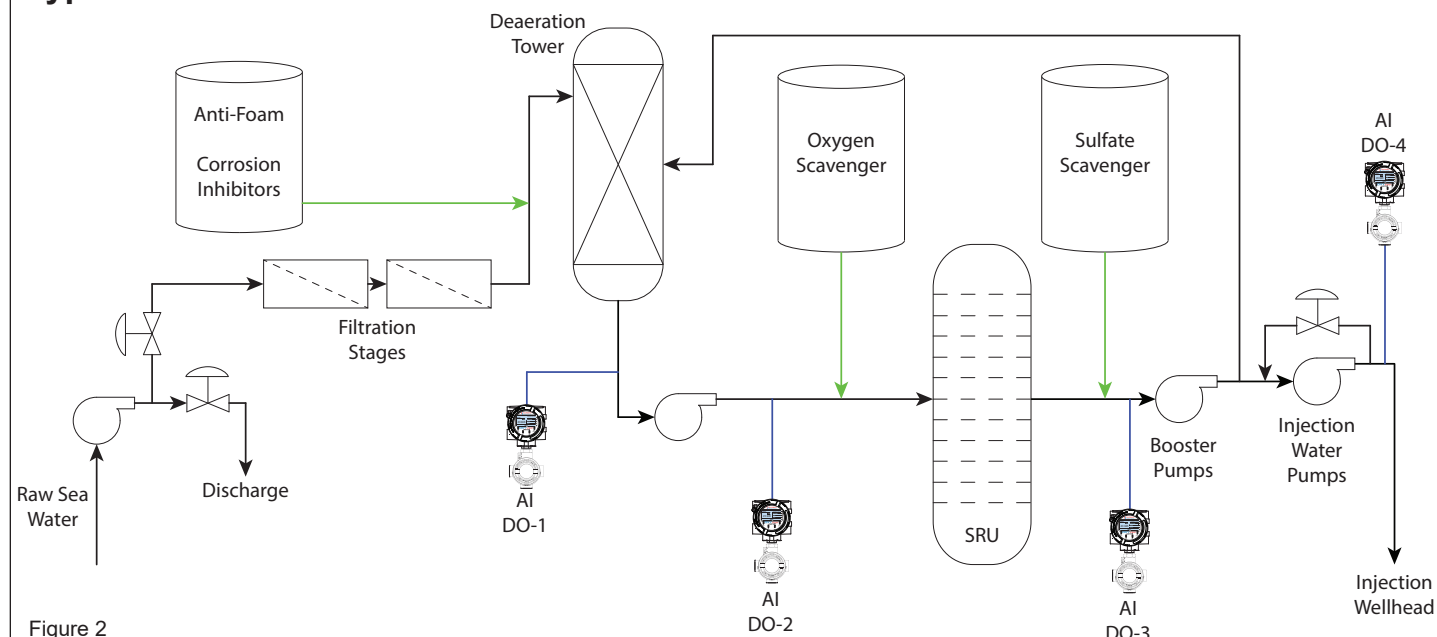 Deaeration
Tower
Anti-Foam
Corrosion
Inhibitors
Oxygen
Scavenger
Sulfate
Scavenger
AI
DO-4
Filtration
Stages
Raw Sea
Water
Discharge
AI
DO-1
AI
DO-2
SRU
AI
DO-3
Booster
Pumps
Injection
Water
Pumps
Injection
Wellhead
Figure 2